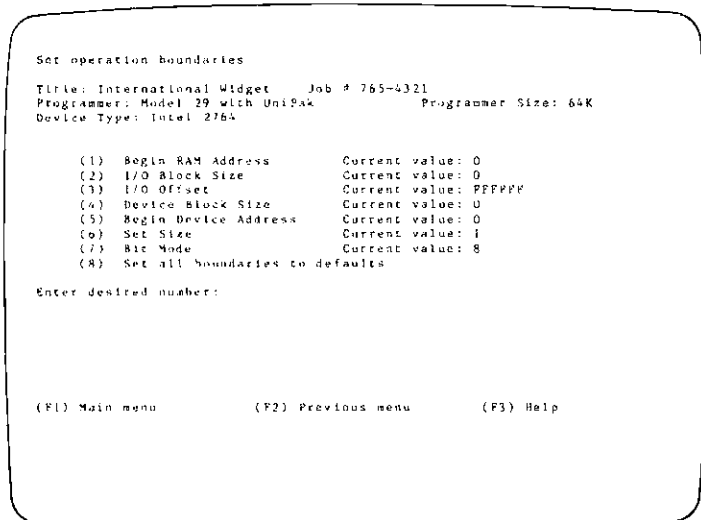 Set operation boundaries
Title: International Widget Job # 765-4321
Programmer: Model 29 with UniPak Programmer Size: 64K
Device Type: Intel 2764
(1) Begin RAM Address Current value: 0
(2) I/O Block Size Current value: 0
(3) I/O Offset Current value: FFFFFF
(4) Device Block Size Current value: 0
(5) Begin Device Address Current value: 0
(6) Set Size Current value: 1
(7) Bit Mode Current value: 8
(8) Set all boundaries to defaults
Enter desired number:
(F1) Main menu (F2) Previous menu (F3) Help